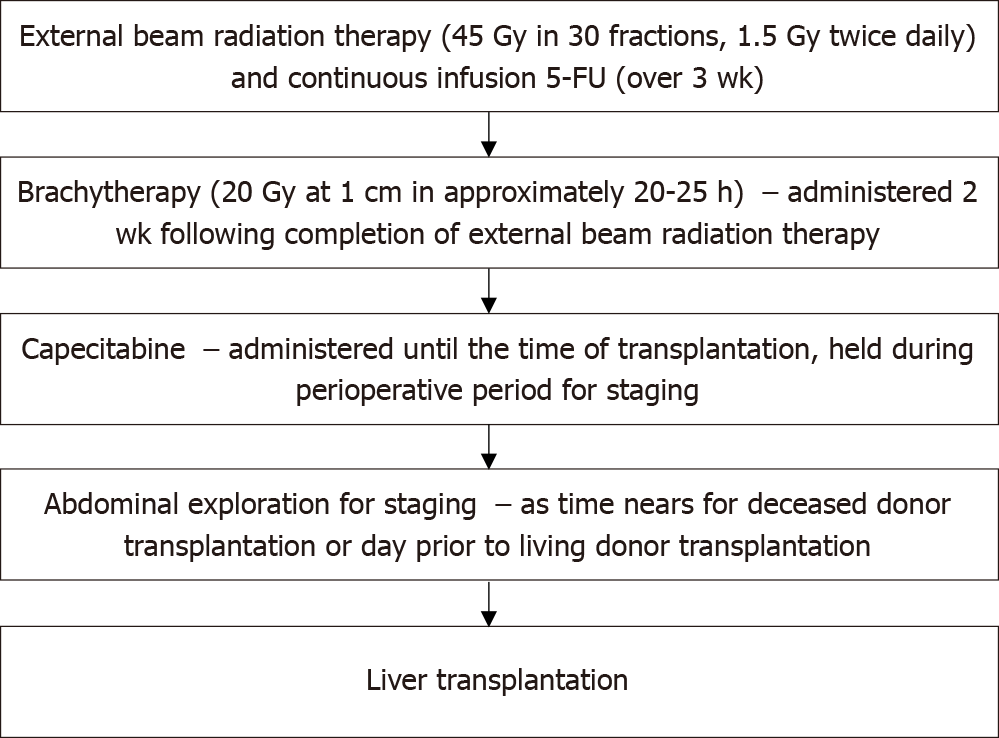 External beam radiation therapy (45 Gy in 30 fractions, 1.5 Gy twice daily)
and continuous infusion 5-FU (over 3 wk)
Brachytherapy (20 Gy at 1 cm in approximately 20-25 h) – administered 2
wk following completion of external beam radiation therapy
Capecitabine – administered until the time of transplantation, held during
perioperative period for staging
Abdominal exploration for staging – as time nears for deceased donor
transplantation or day prior to living donor transplantation
Liver transplantation